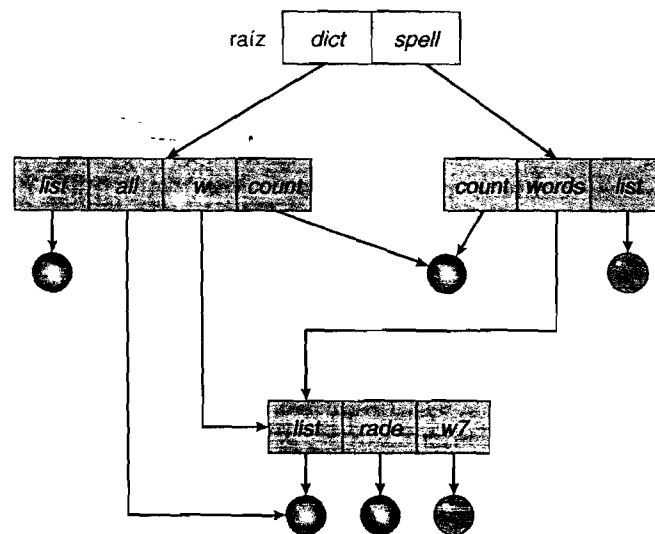 raíz dict spell
list all w count
count words list
list rade w7